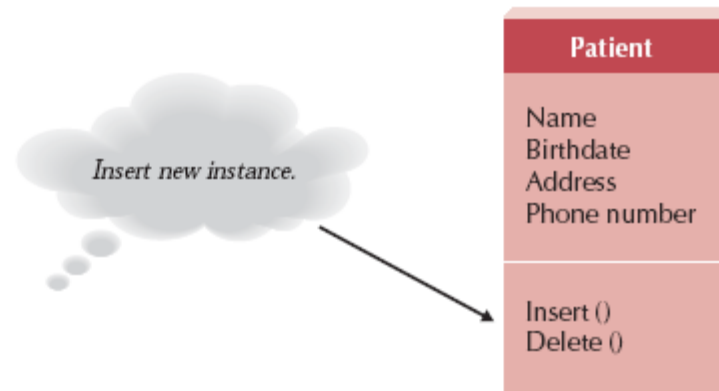 Patient
Insert new instance.
Name
Birthdate
Address
Phone number
Insert ()
Delete ()